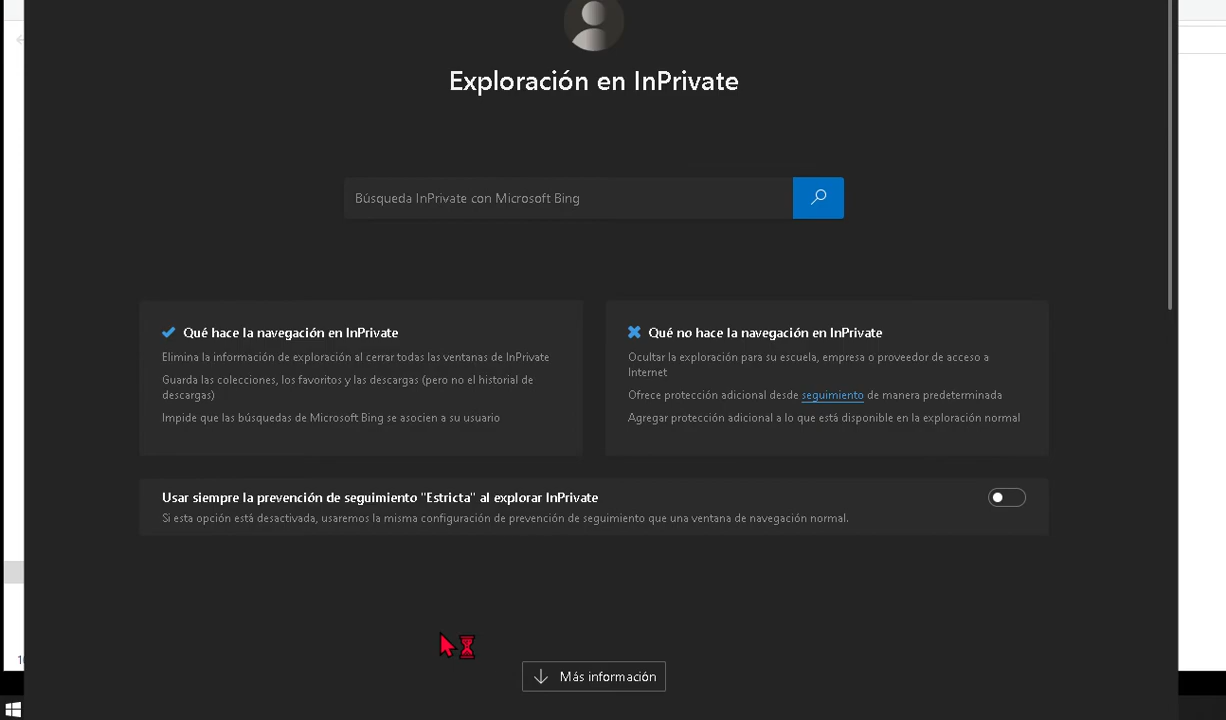 Exploración en InPrivate
Búsqueda InPrivate con Microsoft Bing
Qué hace la navegación en InPrivate
Elimina la información de exploración al cerrar todas las ventanas de InPrivate
Guarda las colecciones, los favoritos y las descargas (pero no el historial de
descargas)
Impide que las búsquedas de Microsoft Bing se asocien a su usuario
Qué no hace la navegación en InPrivate
Ocultar la exploración para su escuela, empresa o proveedor de acceso a
Internet
Ofrece protección adicional desde seguimiento de manera predeterminada
Agregar protección adicional a lo que está disponible en la exploración normal
Usar siempre la prevención de seguimiento "Estricta" al explorar InPrivate
Si esta opción está desactivada, usaremos la misma configuración de prevención de seguimiento que una ventana de navegación normal.
Más información